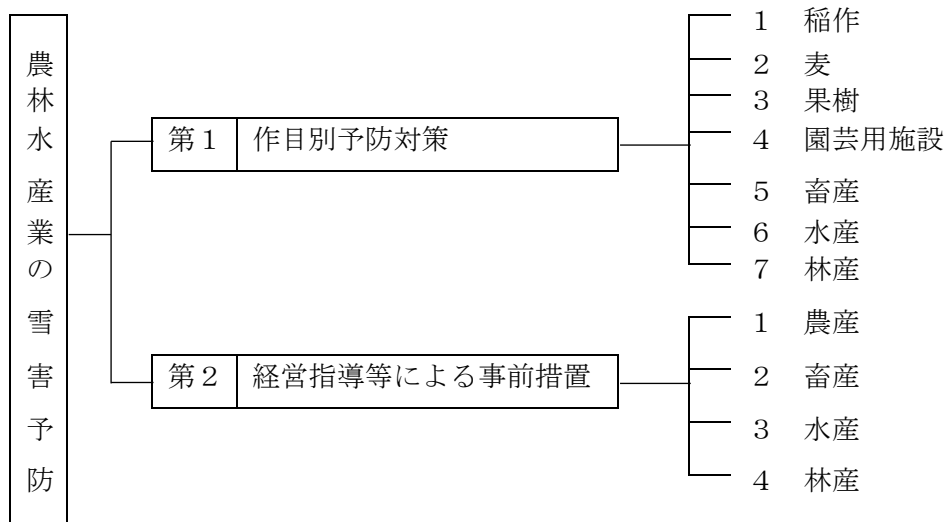 農林水産業の雪害予防
第１ 作目別予防対策
１ 稲作
２ 麦
３ 果樹
４ 園芸用施設
５ 畜産
６ 水産
７ 林産
第２ 経営指導等による事前措置
１ 農産
２ 畜産
３ 水産
４ 林産